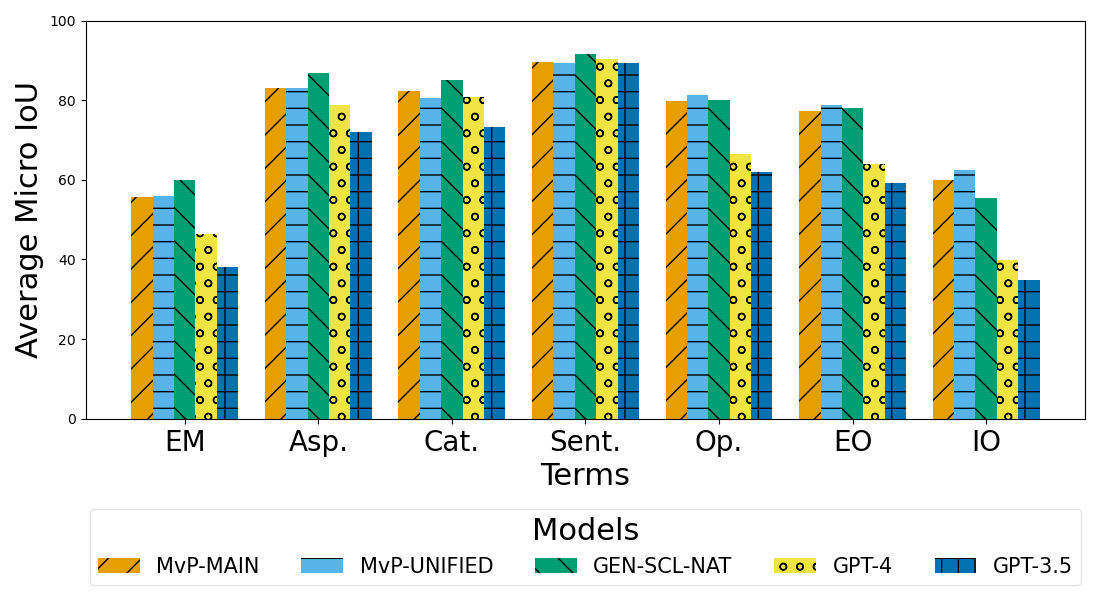 100
80
60
40
20
0
Average Micro IoU
EM Asp. Cat. Sent. Op. EO IO
Terms
Models
MvP-MAIN MvP-UNIFIED GEN-SCL-NAT GPT-4 GPT-3.5